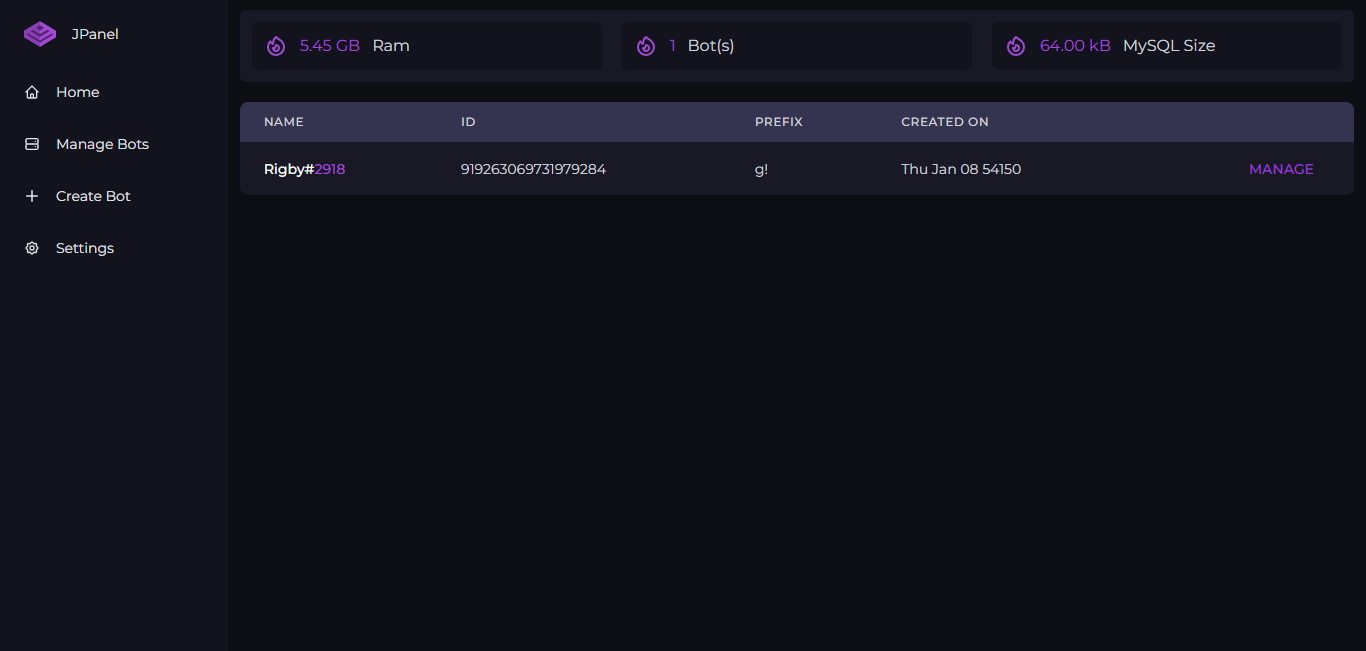 JPanel
Home
Manage Bots
Create Bot
Settings
5.45 GB Ram
1 Bot(s)
64.00 kB MySQL Size
NAME ID PREFIX CREATED ON
Rigby#2918 919263069731979284 g! Thu Jan 08 54150 MANAGE